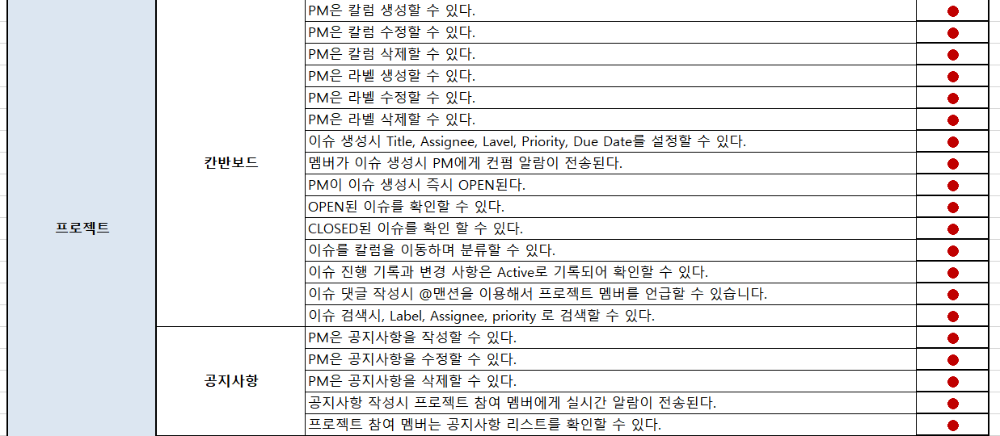 PM은 칼럼 생성할 수 있다.
PM은 칼럼 수정할 수 있다.
PM은 칼럼 삭제할 수 있다.
PM은 라벨 생성할 수 있다.
PM은 라벨 수정할 수 있다.
PM은 라벨 삭제할 수 있다.
이슈 생성시 Title, Assignee, Lavel, Priority, Due Date를 설정할 수 있다.
칸반보드
멤버가 이슈 생성시 PM에게 컨펌 알람이 전송된다.
PM이 이슈 생성시 즉시 OPEN된다.
OPEN된 이슈를 확인할 수 있다.
프로젝트
CLOSED된 이슈를 확인 할 수 있다.
이슈를 칼럼을 이동하며 분류할 수 있다.
이슈 진행 기록과 변경 사항은 Active로 기록되어 확인할 수 있다.
이슈 댓글 작성시 @맨션을 이용해서 프로젝트 멤버를 언급할 수 있습니다.
이슈 검색시, Label, Assignee, priority 로 검색할 수 있다.
PM은 공지사항을 작성할 수 있다.
PM은 공지사항을 수정할 수 있다.
공지사항
PM은 공지사항을 삭제할 수 있다.
공지사항 작성시 프로젝트 참여 멤버에게 실시간 알람이 전송된다.
프로젝트 참여 멤버는 공지사항 리스트를 확인할 수 있다.